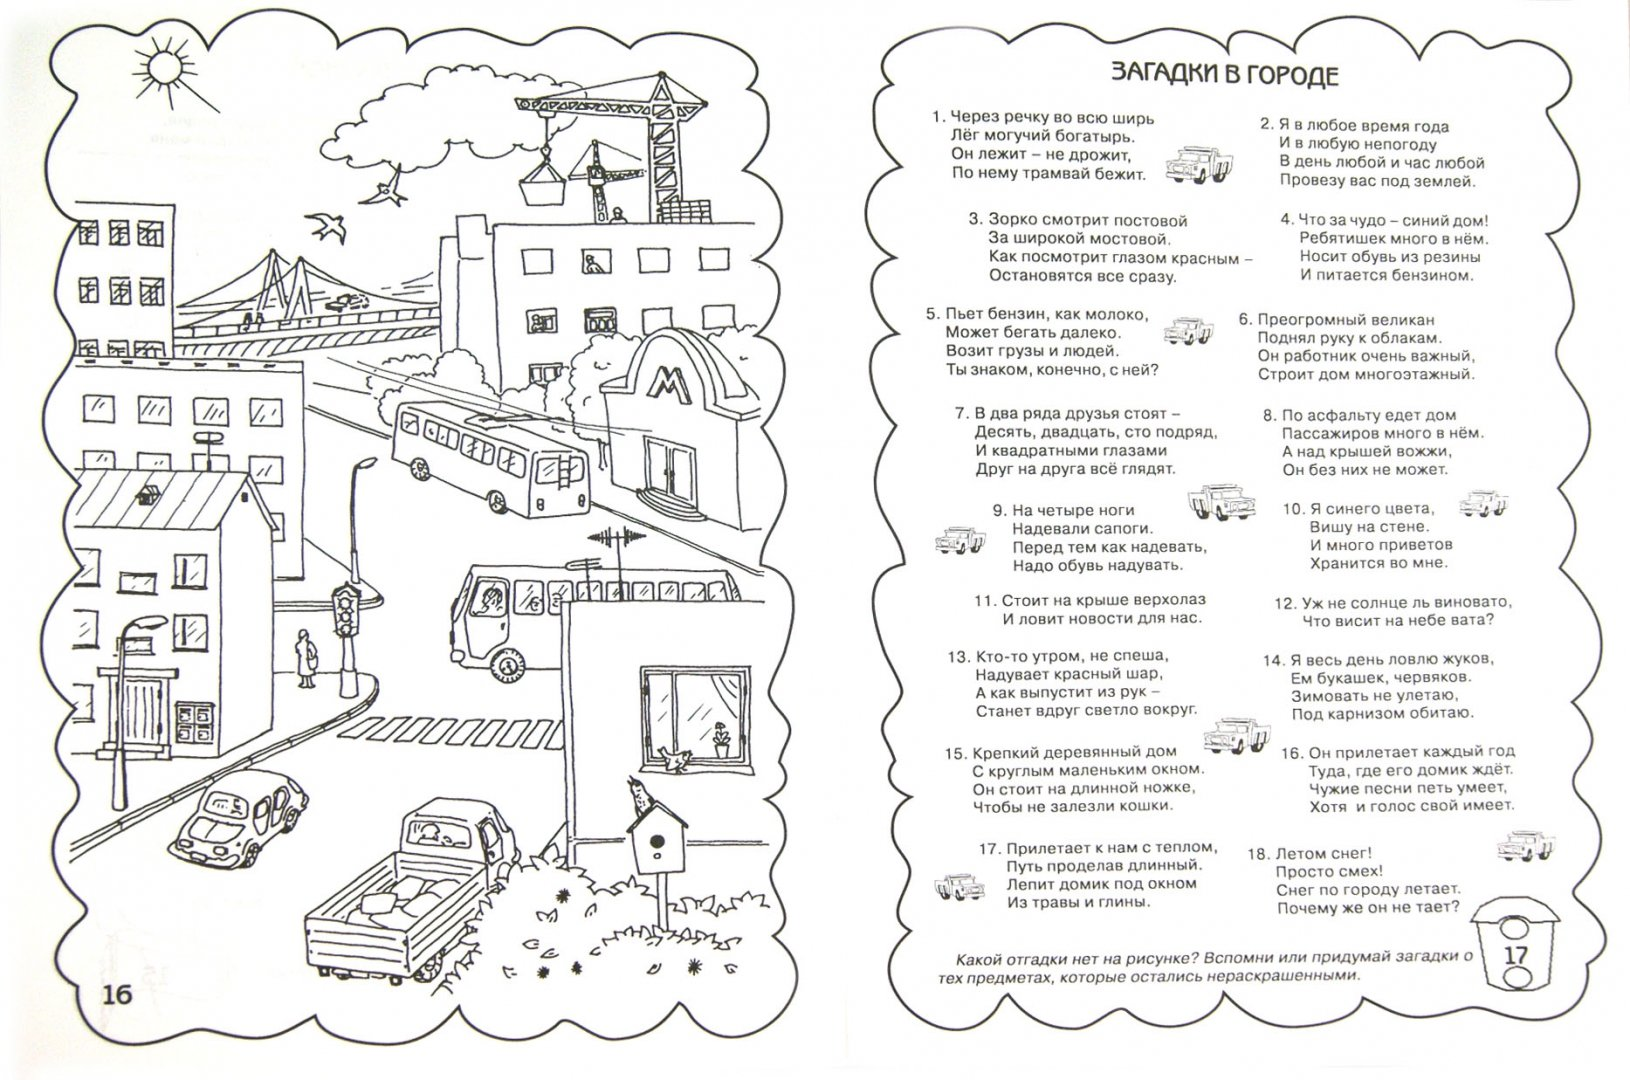 М
16
ЗАГАДКИ В ГОРОДЕ
1. Через речку во всю ширь
Лёг могучий богатырь.
Он лежит – не дрожит,
По нему трамвай бежит.
2. Я в любое время года
И в любую непогоду
В день любой и час любой
Провезу вас под землей.
3. Зорко смотрит постовой
За широкой мостовой.
Как посмотрит глазом красным –
Остановятся все сразу.
4. Что за чудо – синий дом!
Ребятишек много в нём.
Носит обувь из резины
И питается бензином.
5. Пьет бензин, как молоко,
Может бегать далеко.
Возит грузы и людей.
Ты знаком, конечно, с ней?
6. Преогромный великан
Поднял руку к облакам.
Он работник очень важный,
Строит дом многоэтажный.
7. В два ряда друзья стоят –
Десять, двадцать, сто подряд,
И квадратными глазами
Друг на друга всё глядят.
8. По асфальту едет дом
Пассажиров много в нём.
А над крышей вожжи,
Он без них не может.
9. На четыре ноги
Надевали сапоги.
Перед тем как надевать,
Надо обувь надувать.
10. Я синего цвета,
Вишу на стене.
И много приветов
Хранится во мне.
11. Стоит на крыше верхолаз
И ловит новости для нас.
12. Уж не солнце ль виновато,
Что висит на небе вата?
13. Кто-то утром, не спеша,
Надувает красный шар,
А как выпустит из рук –
Станет вдруг светло вокруг.
14. Я весь день ловлю жуков,
Ем букашек, червяков.
Зимовать не улетаю,
Под карнизом обитаю.
15. Крепкий деревянный дом
С круглым маленьким окном.
Он стоит на длинной ножке,
Чтобы не залезли кошки.
16. Он прилетает каждый год
Туда, где его домик ждёт.
Чужие песни петь умеет,
Хотя и голос свой имеет.
17. Прилетает к нам с теплом,
Путь проделав длинный.
Лепит домик под окном
Из травы и глины.
18. Летом снег!
Просто смех!
Снег по городу летает.
Почему же он не тает?
Какой отгадки нет на рисунке? Вспомни или придумай загадки о
тех предметах, которые остались нераскрашенными.
17